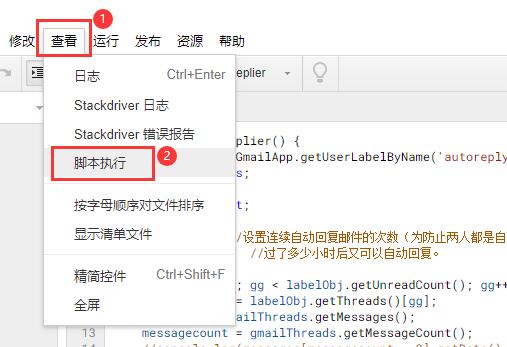 1
修改 查看 运行 发布 资源 帮助
日志 Ctrl+Enter
eplier
Stackdriver 日志
Stackdriver 错误报告
plier() {
脚本执行 2
GmailApp.getUserLabelByName('autoreply
s;
按字母顺序对文件排序
t;
显示清单文件
/设置连续自动回复邮件的次数（为防止两人都是自
//过了多少小时后又可以自动回复。
精简控件 Ctrl+Shift+F
; gg < labelObj.getUnreadCount(); gg+
= labelObj.getThreads()[gg];
全屏
ailThreads.getMessages();
13 messagecount = gmailThreads.getMessageCount();